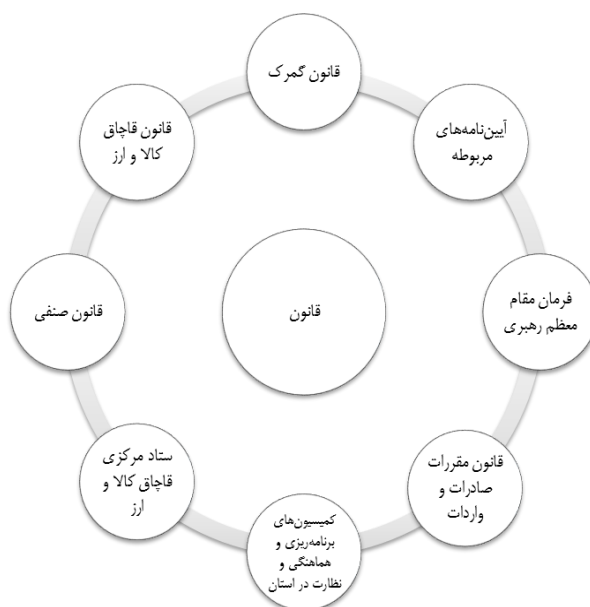 قانون گمرک
آیین‌نامه‌های
مربوطه
فرمان مقام
معظم رهبری
قانون مقررات
صادرات و
واردات
کمیسیون‌های
برنامه‌ریزی و
هماهنگی و
نظارت در استان
ستاد مرکزی
قاچاق کالا و
ارز
قانون صنفی
قانون قاچاق
کالا و ارز
قانون